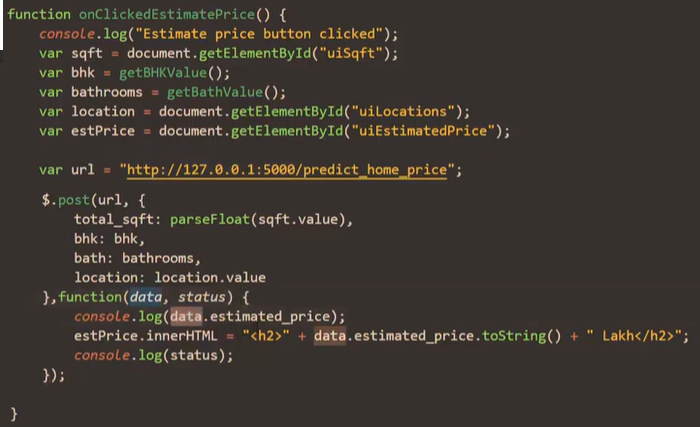 function onClickedEstimatePrice() {
    console.log("Estimate price button clicked");
    var sqft = document.getElementById("uiSqft");
    var bhk = getBHKValue();
    var bathrooms = getBathValue();
    var location = document.getElementById("uiLocations");
    var estPrice = document.getElementById("uiEstimatedPrice");

    var url = "http://127.0.0.1:5000/predict_home_price";
    $.post(url, {
        total_sqft: parseFloat(sqft.value),
        bhk: bhk,
        bath: bathrooms,
        location: location.value
    },function(data, status) {
        console.log(data.estimated_price);
        estPrice.innerHTML = "<h2>" + data.estimated_price.toString() + " Lakh</h2>";
        console.log(status);
    });

}